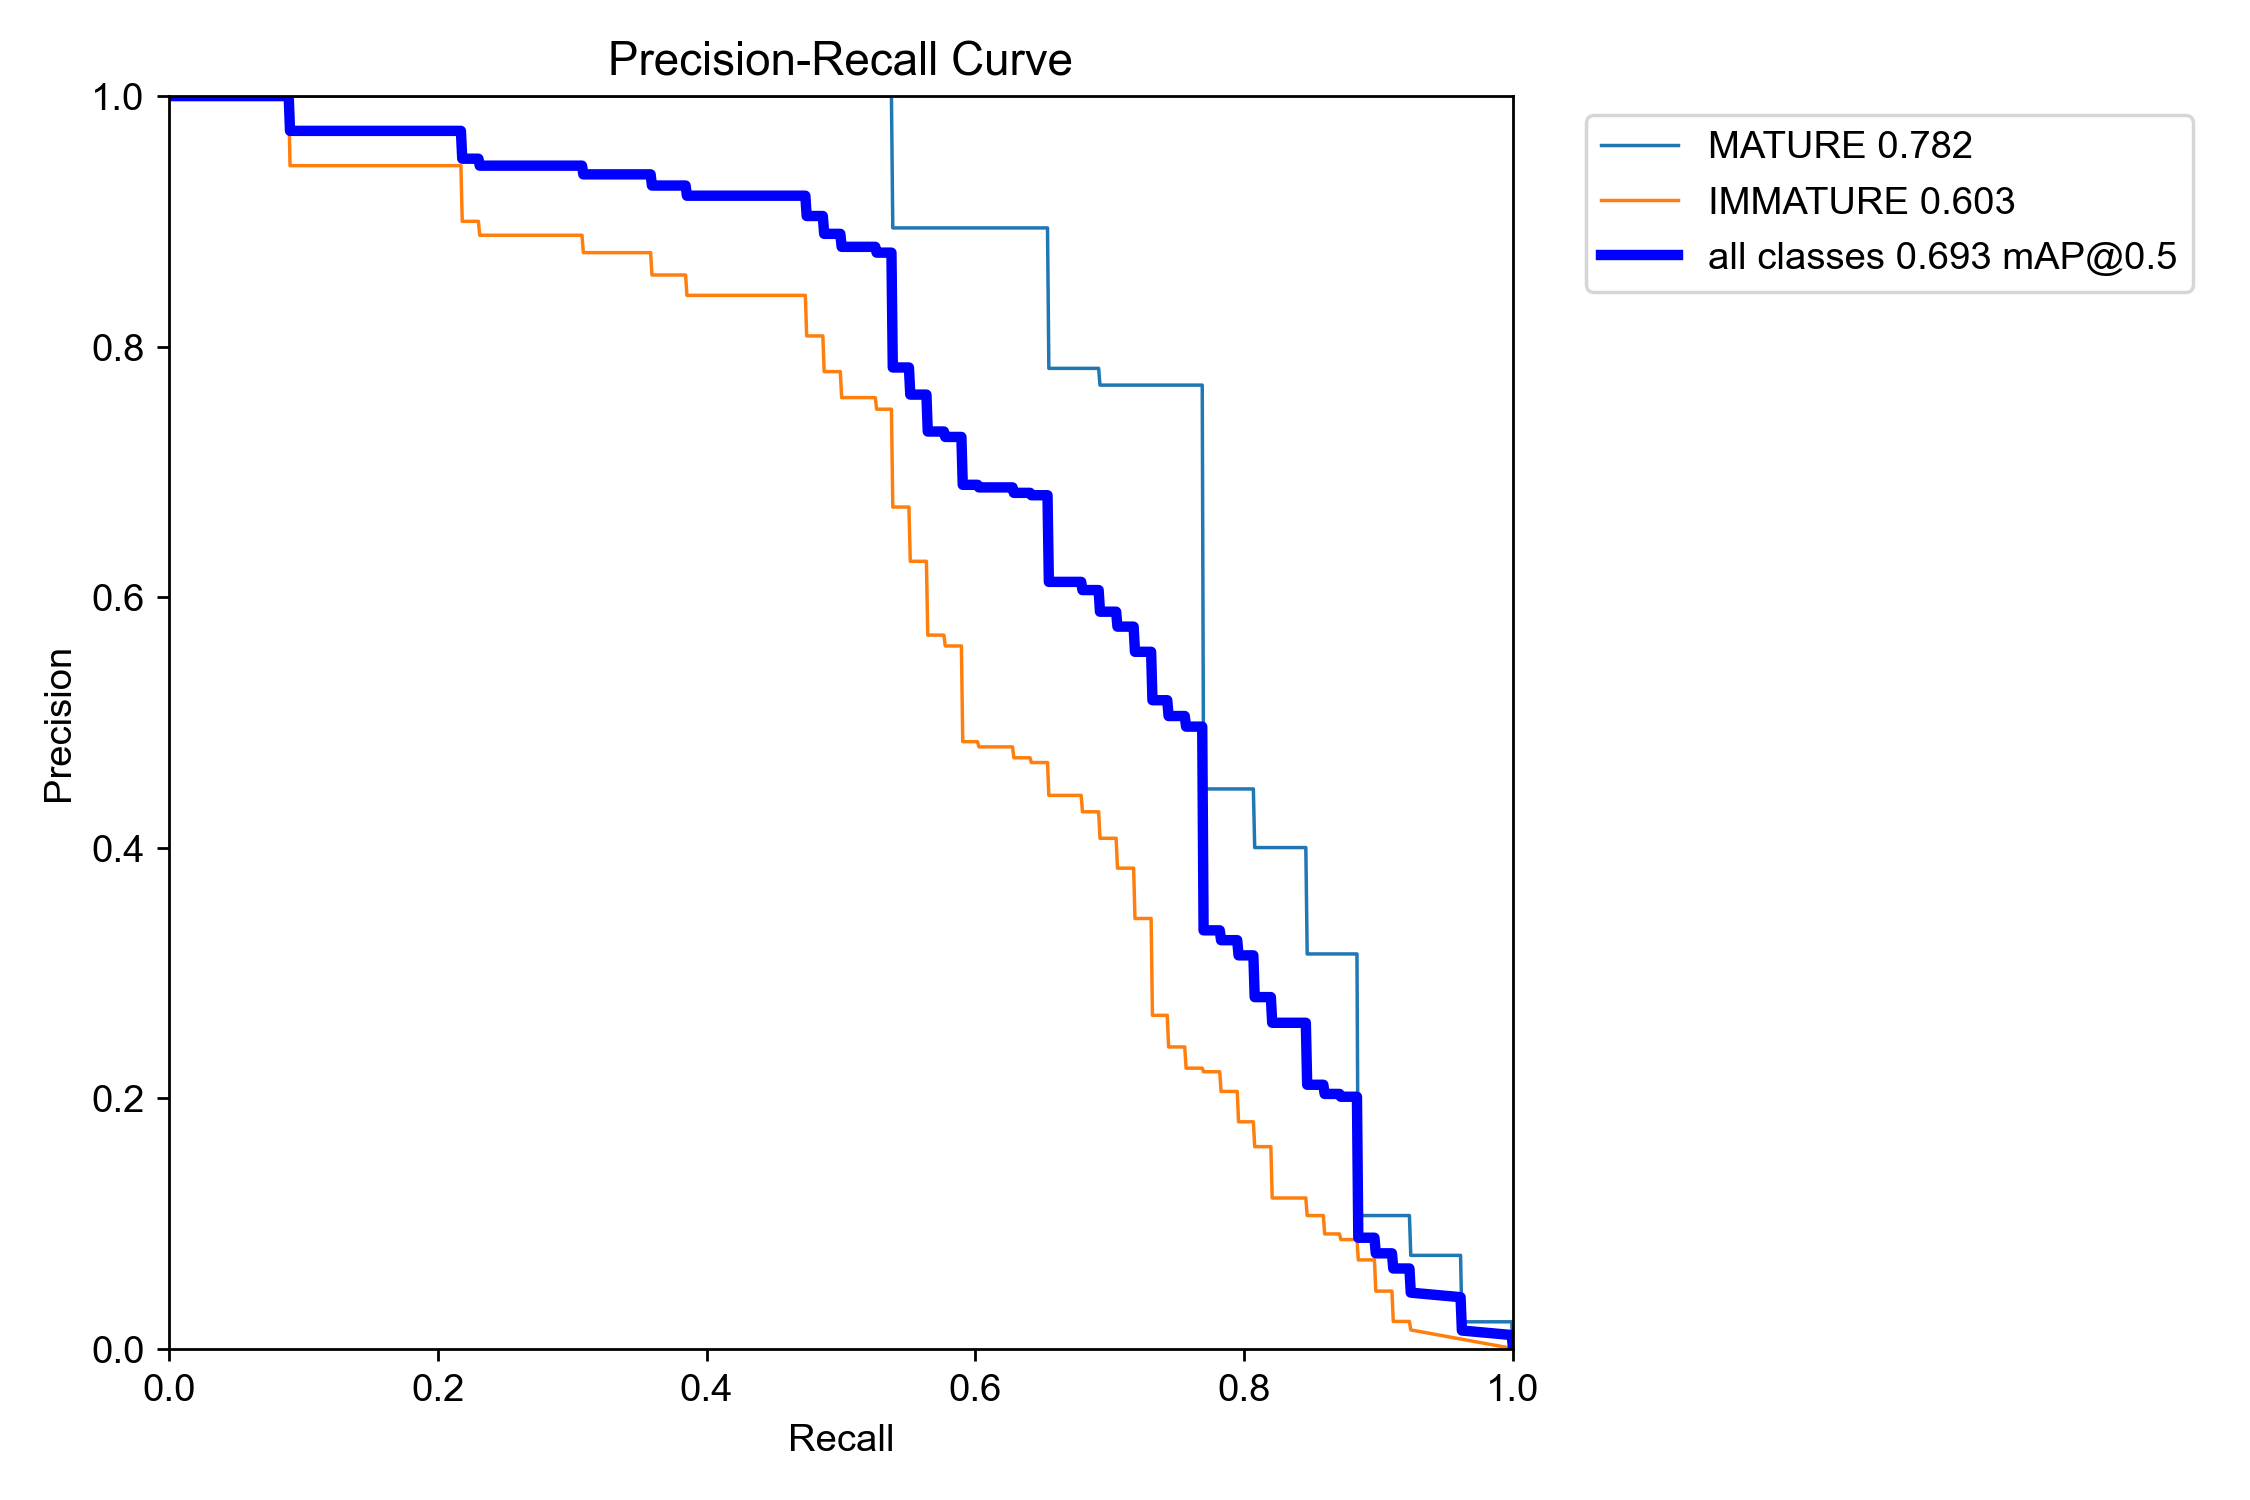 Precision-Recall Curve
1.0
0.8
0.6
0.4
0.2
0.0
Precision
0.0 0.2 0.4 0.6 0.8 1.0
Recall
MATURE 0.782
IMMATURE 0.603
all classes 0.693 mAP@0.5